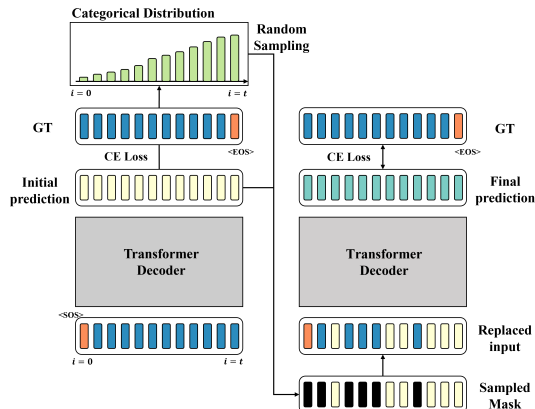 Categorical Distribution
Random
Sampling
i = 0
i = t
GT
<EOS>
CE Loss
Initial
prediction
Transformer
Decoder
<SOS>
i = 0
i = t
GT
<EOS>
CE Loss
Final
prediction
Transformer
Decoder
Replaced
input
Sampled
Mask